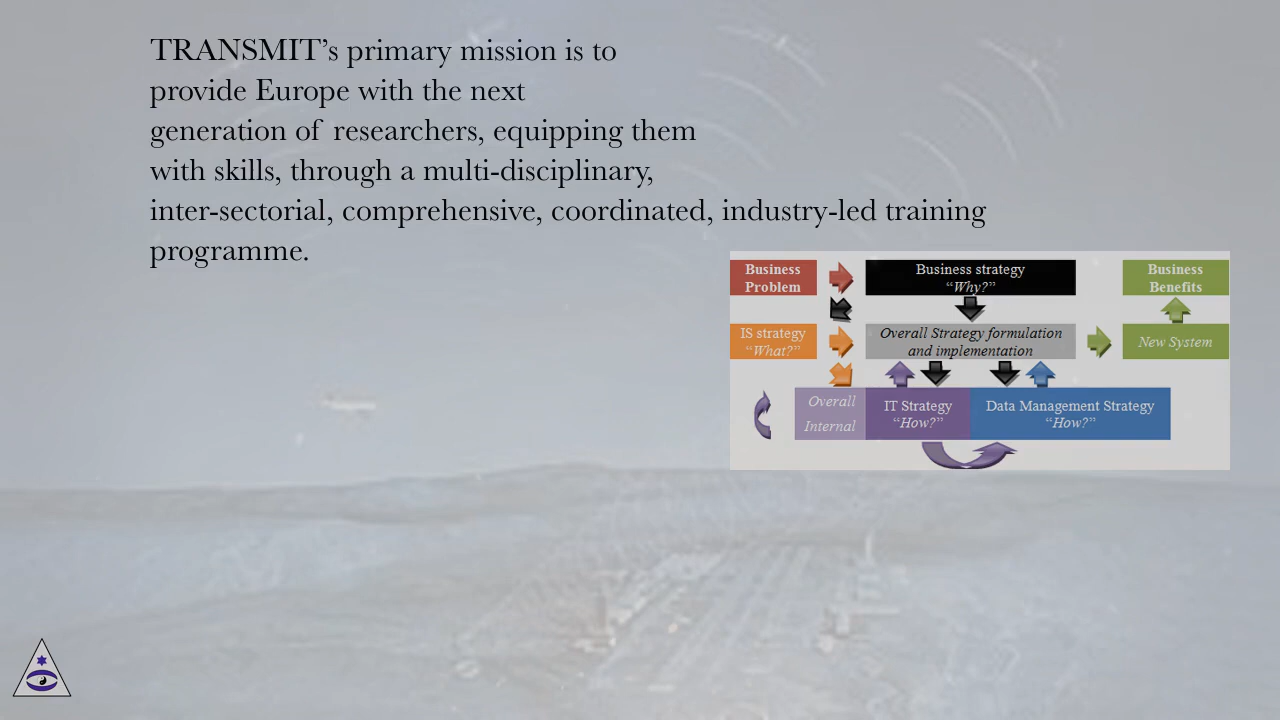 TRANSMIT’s primary mission is to
provide Europe with the next
generation of researchers, equipping them
with skills, through a multi-disciplinary,
inter-sectorial, comprehensive, coordinated, industry-led training
programme.
Business
Problem
Business strategy
“Why?”
Business
Benefits
IS strategy
“What?”
Overall Strategy formulation
and implementation
New System
Overall
Internal
IT Strategy
“How?”
Data Management Strategy
“How?”